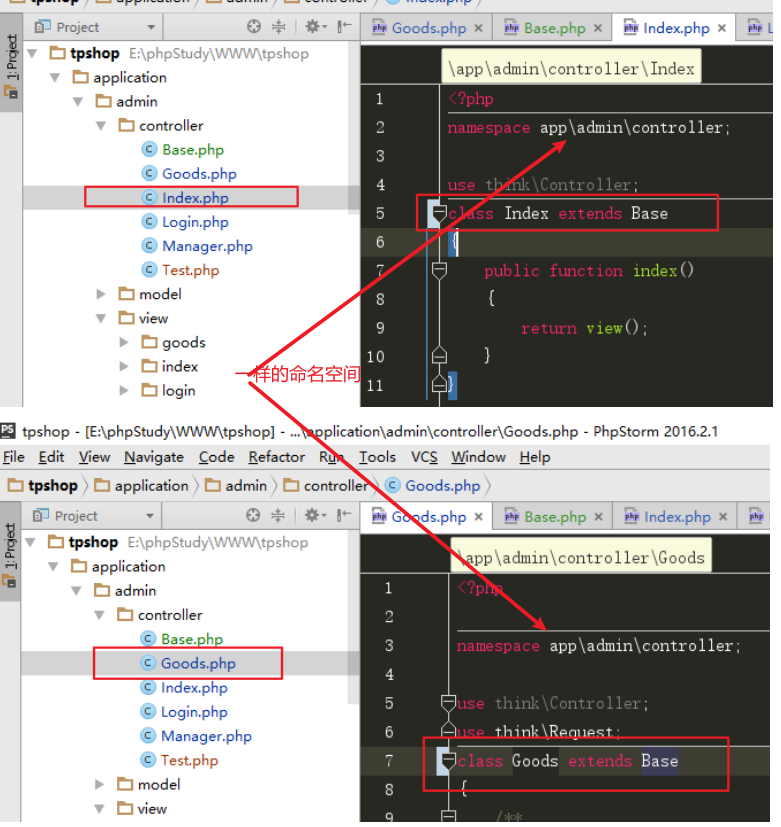 tpshop application admin controller Index.php
1: Project
Project
Goods.php × Base.php × Index.php ×
tpshop E:\phpStudy\WWW\tpshop
application
admin
controller
Base.php
Goods.php
Index.php
Login.php
Manager.php
Test.php
model
view
goods
index
login
\app\admin\controller\Index
1 <?php
2 namespace app\admin\controller;
3
4 use think\Controller;
5 class Index extends Base
6 {
7 public function index()
8 {
9 return view();
10 }
11 }
一样的命名空间
PS tpshop - [E:\phpStudy\WWW\tpshop] - ...\application\admin\controller\Goods.php - PhpStorm 2016.2.1
File Edit View Navigate Code Refactor Run Tools VCS Window Help
tpshop application admin controller Goods.php
1: Project
Project
Goods.php × Base.php × Index.php ×
tpshop E:\phpStudy\WWW\tpshop
application
admin
controller
Base.php
Goods.php
Index.php
Login.php
Manager.php
Test.php
model
view
\app\admin\controller\Goods
1 <?php
2
3 namespace app\admin\controller;
4
5 use think\Controller;
6 use think\Request;
7 class Goods extends Base
8 {
9 /**